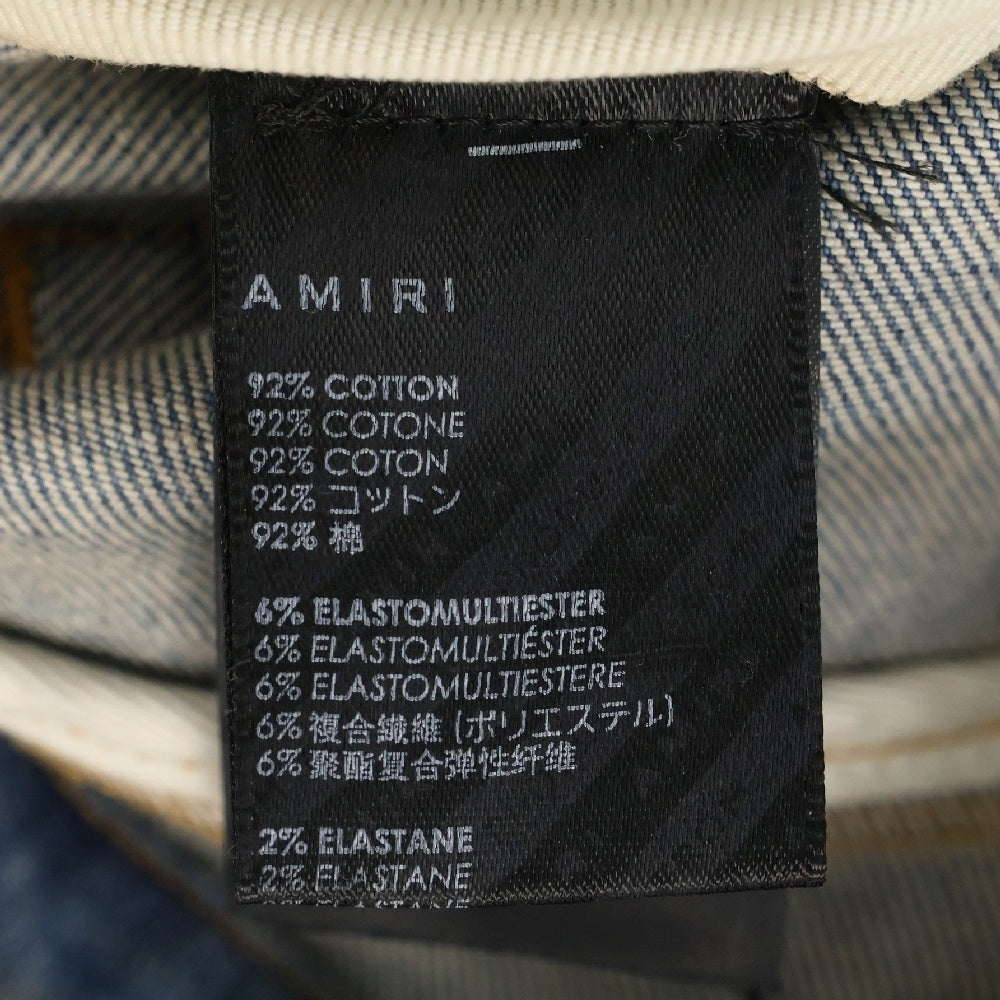 AMIRI
92% COTTON
92% COTONE
92% COTON
92% コットン
92% 棉
6% ELASTOMULTIESTER
6% ELASTOMULTIÉSTER
6% ELASTOMULTIESTERE
6% 複合繊維 (ポリエステル)
6% 聚酯复合弹性纤维
2% ELASTANE
2% ELASTANE